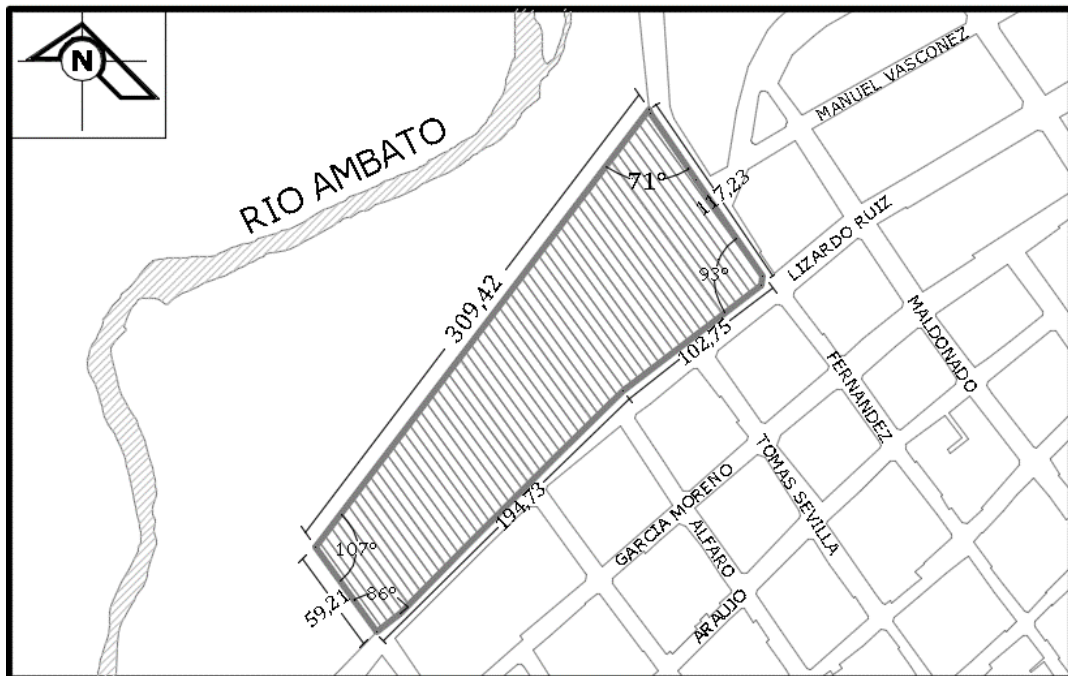 N
MANUEL VASCONEZ
RIO AMBATO
71°
117,23
LIZARDO RUIZ
93°
309,42
MALDONADO
102,75
FERNANDEZ
TOMAS SEVILLA
GARCIA MORENO
194,73
ALFARO
107°
86°
59,21
ARAUJO